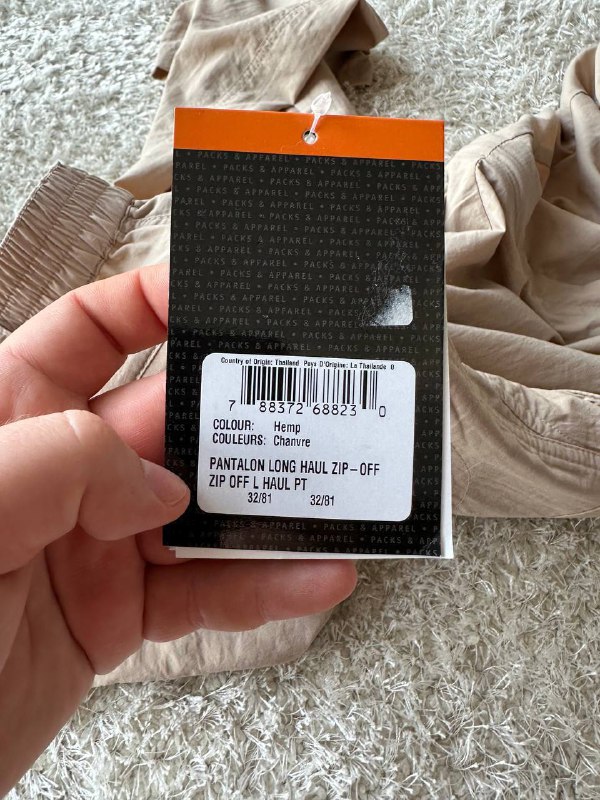 PACKS & APPAREL • PACKS & APPAREL • PACKS & APP
Country of Origin: Thailand Pays D'Origine: La Thailande 0
7 88372 68823 0
COLOUR: Hemp
COULEURS: Chanvre
PANTALON LONG HAUL ZIP-OFF
ZIP OFF L HAUL PT
32/81 32/81